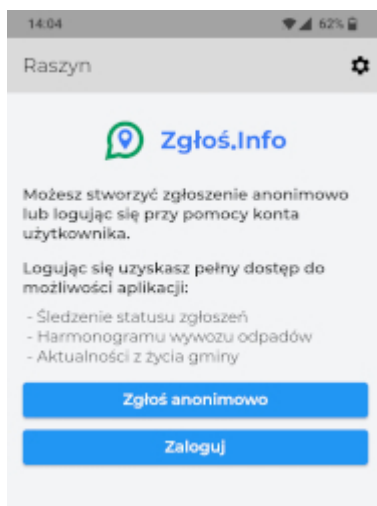 14:04 62%
Raszyn
Zgłoś.Info
Możesz stworzyć zgłoszenie anonimowo
lub logując się przy pomocy konta
użytkownika.
Logując się uzyskasz pełny dostęp do
możliwości aplikacji:
- Śledzenie statusu zgłoszeń
- Harmonogramu wywozu odpadów
- Aktualności z życia gminy
Zgłoś anonimowo
Zaloguj